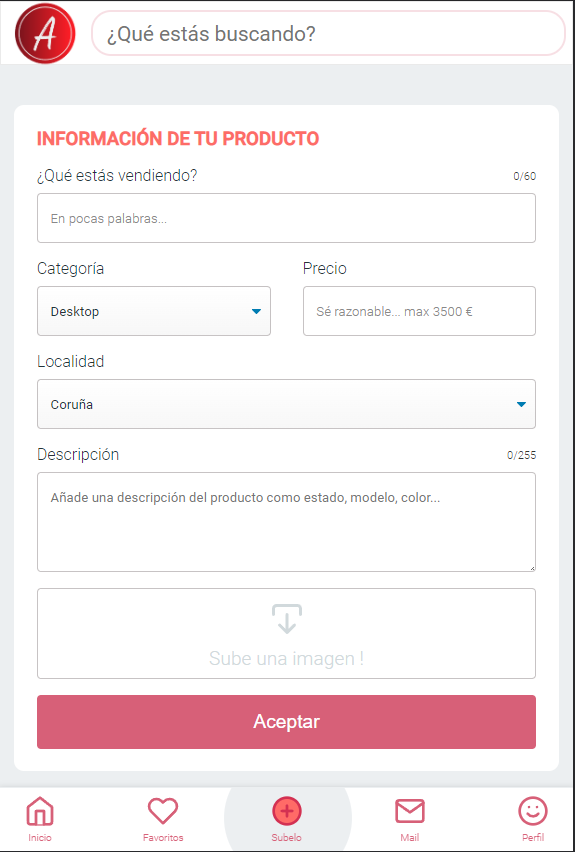 A
¿Qué estás buscando?
INFORMACIÓN DE TU PRODUCTO
¿Qué estás vendiendo? 0/60
En pocas palabras...
Categoría Precio
Desktop Sé razonable... max 3500 €
Localidad
Coruña
Descripción 0/255
Añade una descripción del producto como estado, modelo, color...
Sube una imagen !
Aceptar
Inicio Favoritos Subelo Mail Perfil